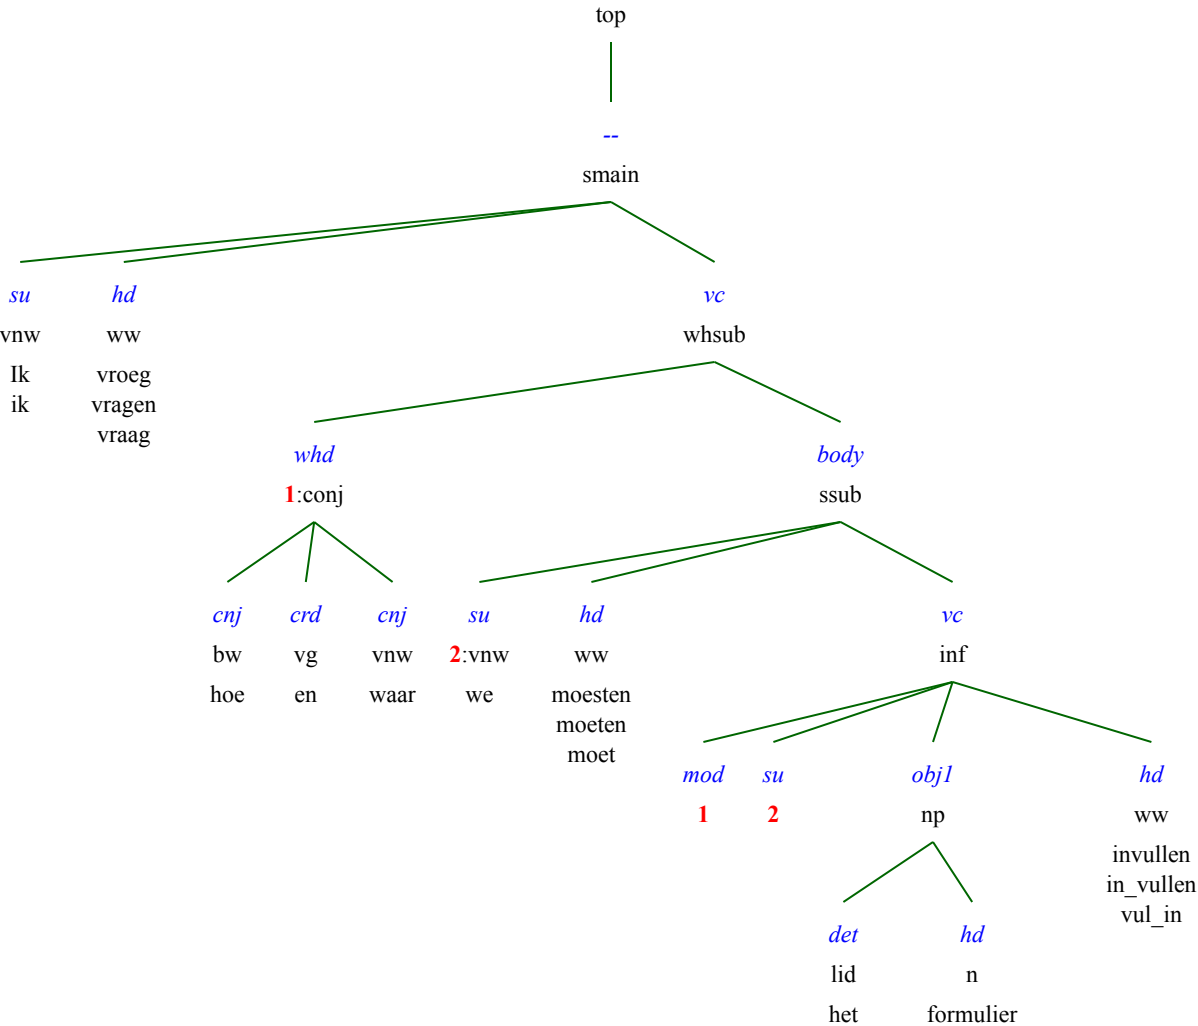 top
--
smain
su hd vc
vnw ww whsub
Ik vroeg
ik vragen
vraag
whd body
1:conj ssub
cnj crd cnj su hd vc
bw vg vnw 2:vnw ww inf
hoe en waar we moesten
moeten
moet
mod su obj1 hd
1 2 np ww
invullen
in_vullen
vul_in
det hd
lid n
het formulier